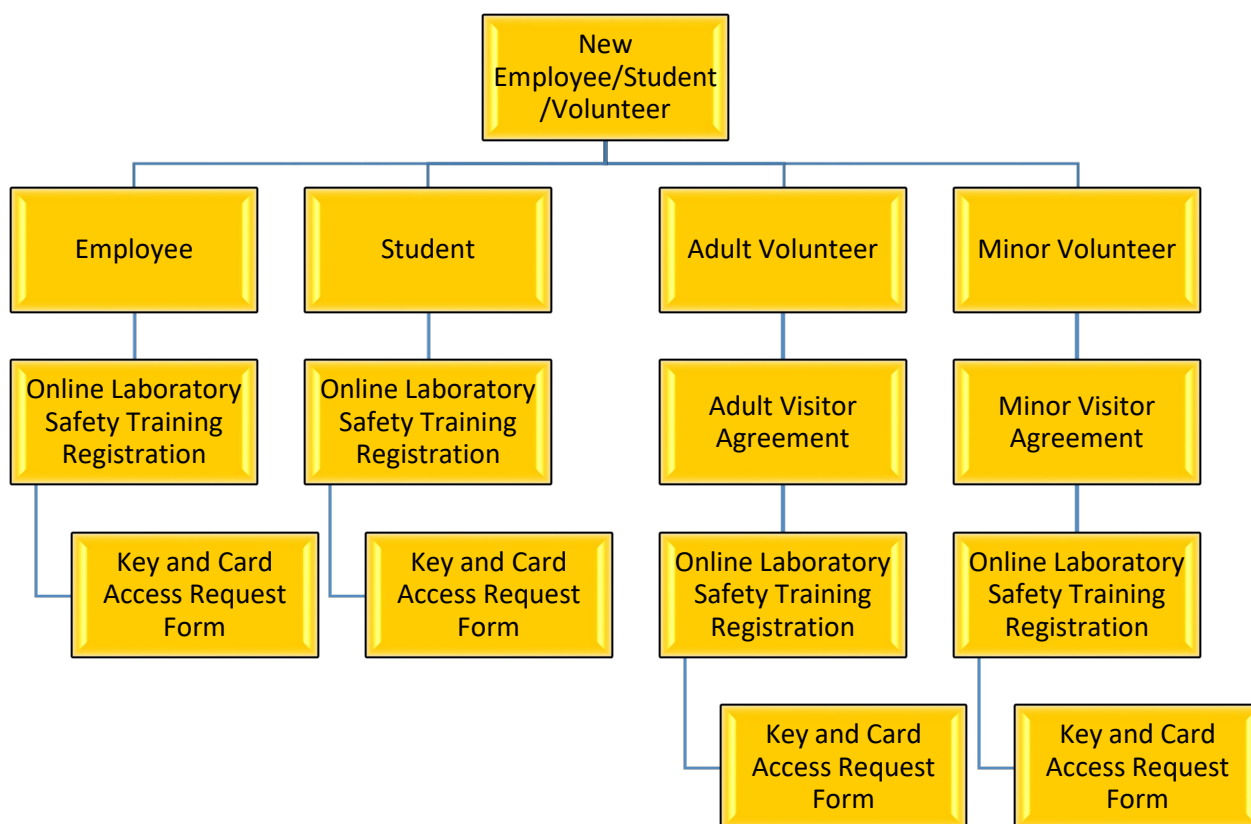 New
Employee/Student
/Volunteer
Employee
Student
Adult Volunteer
Minor Volunteer
Online Laboratory
Safety Training
Registration
Online Laboratory
Safety Training
Registration
Adult Visitor
Agreement
Minor Visitor
Agreement
Key and Card
Access Request
Form
Key and Card
Access Request
Form
Online Laboratory
Safety Training
Registration
Online Laboratory
Safety Training
Registration
Key and Card
Access Request
Form
Key and Card
Access Request
Form